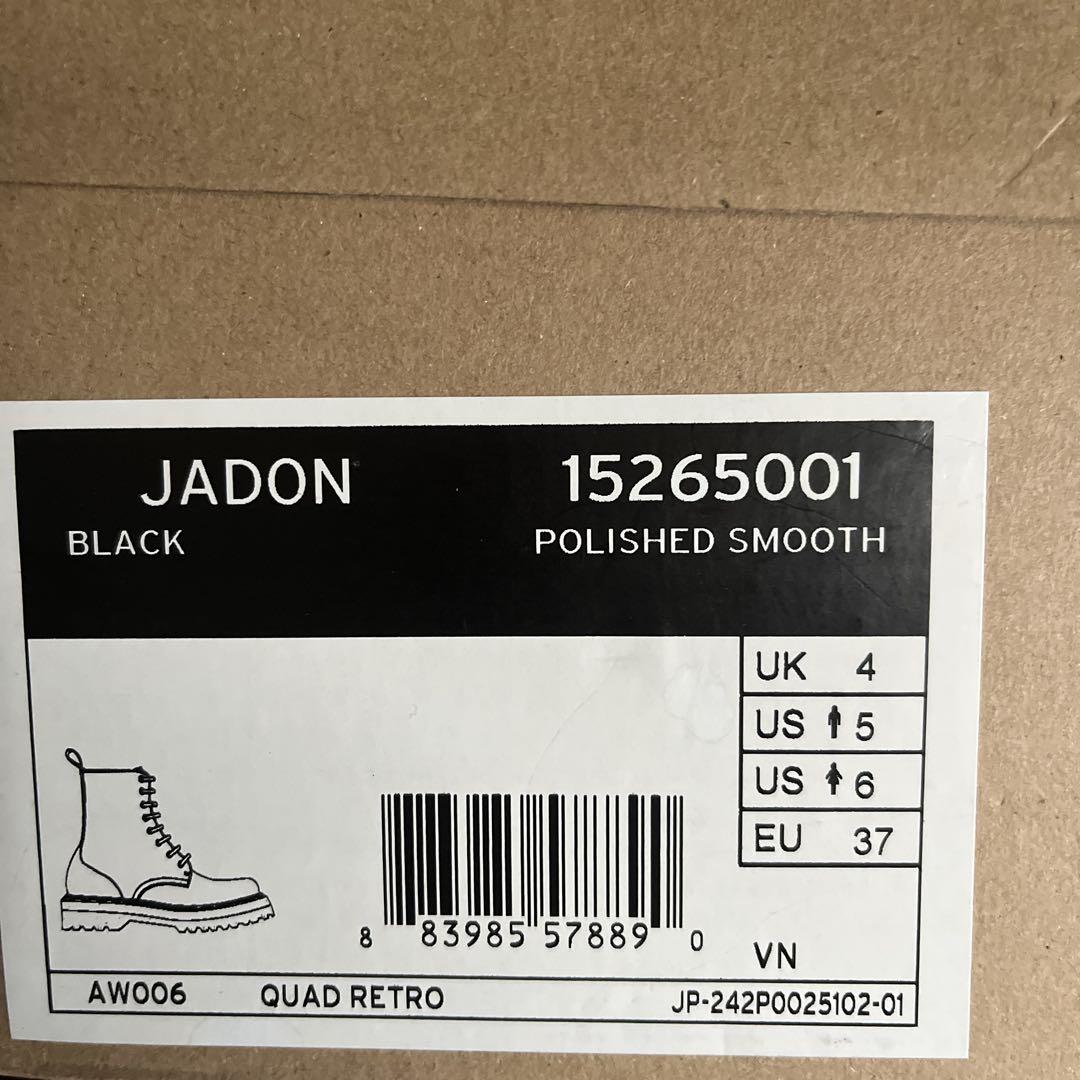 JADON 15265001
BLACK POLISHED SMOOTH
UK 4
US 5
US 6
EU 37
8 83985 57889 0
VN
AW006 QUAD RETRO JP-242P0025102-01